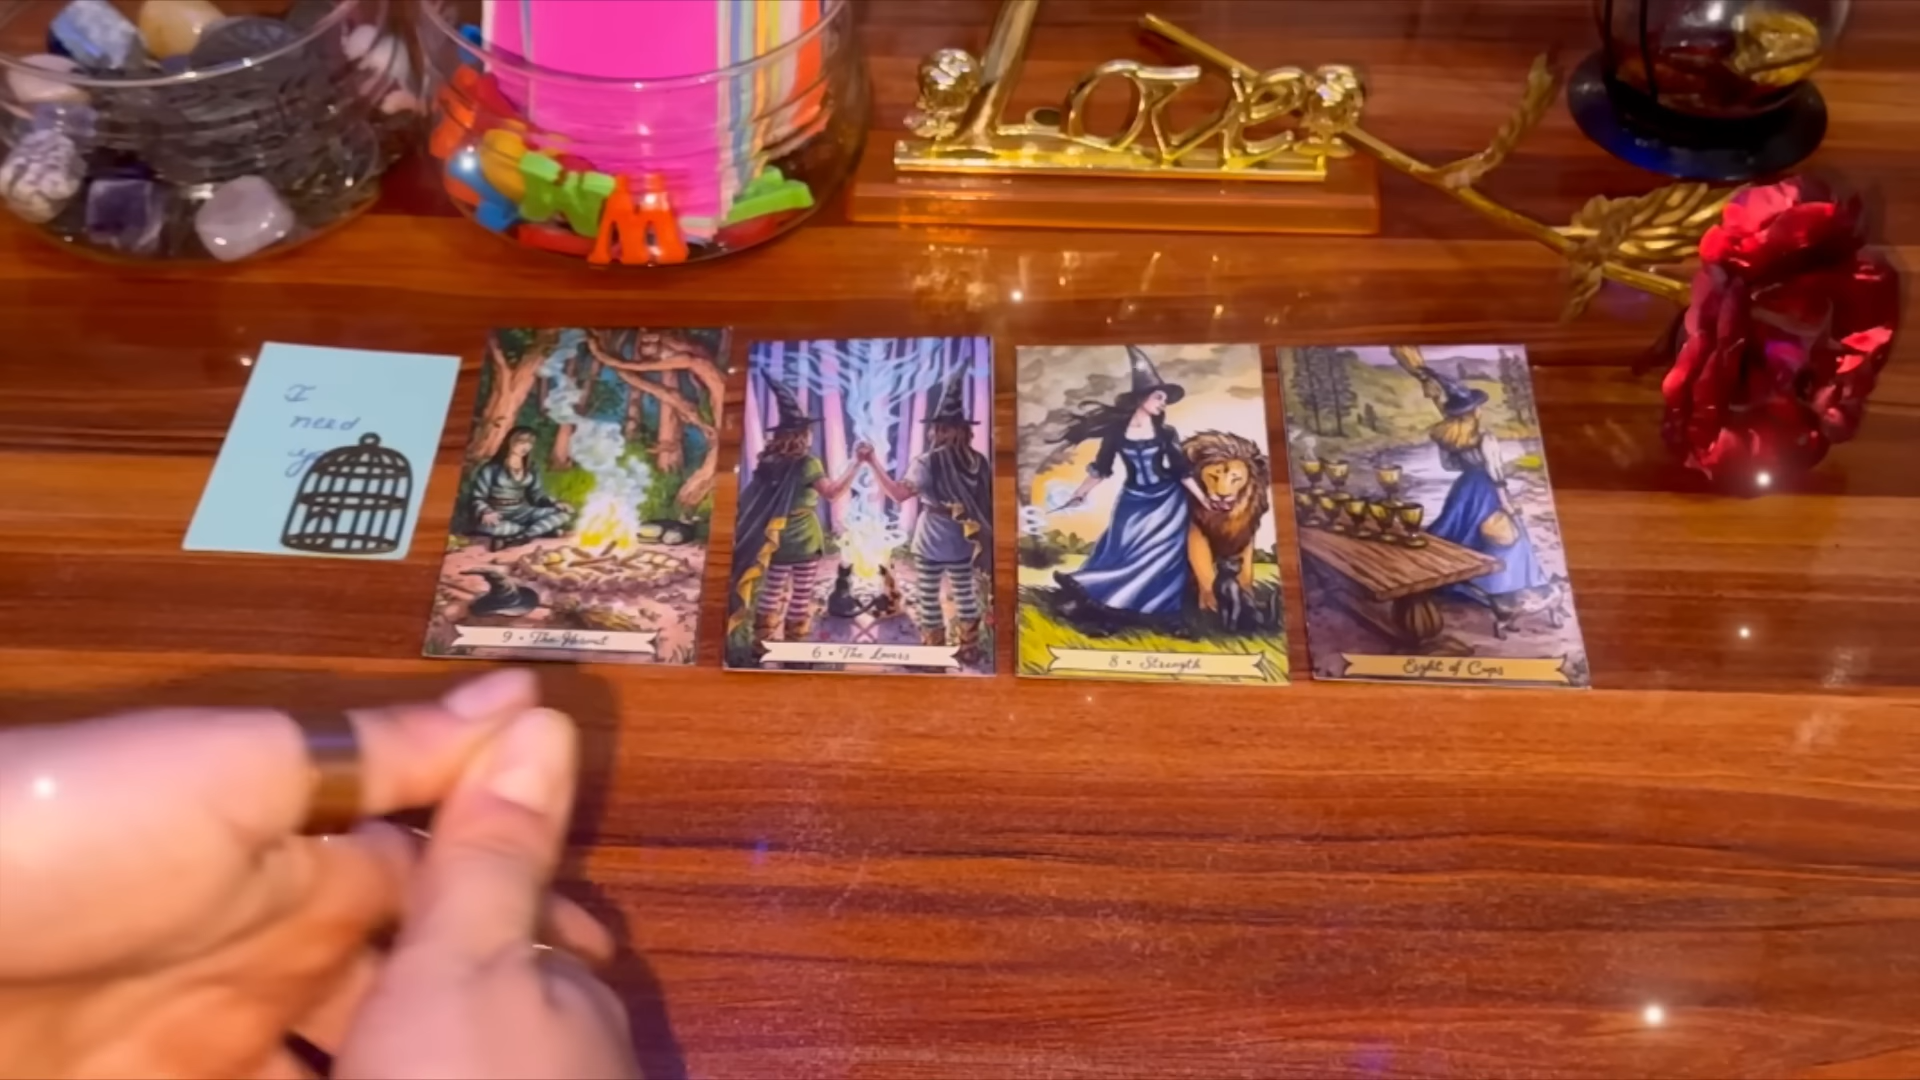 Love
I
need
9 • The Hermit
6 • The Lovers
8 • Strength
Eight of Cups
M